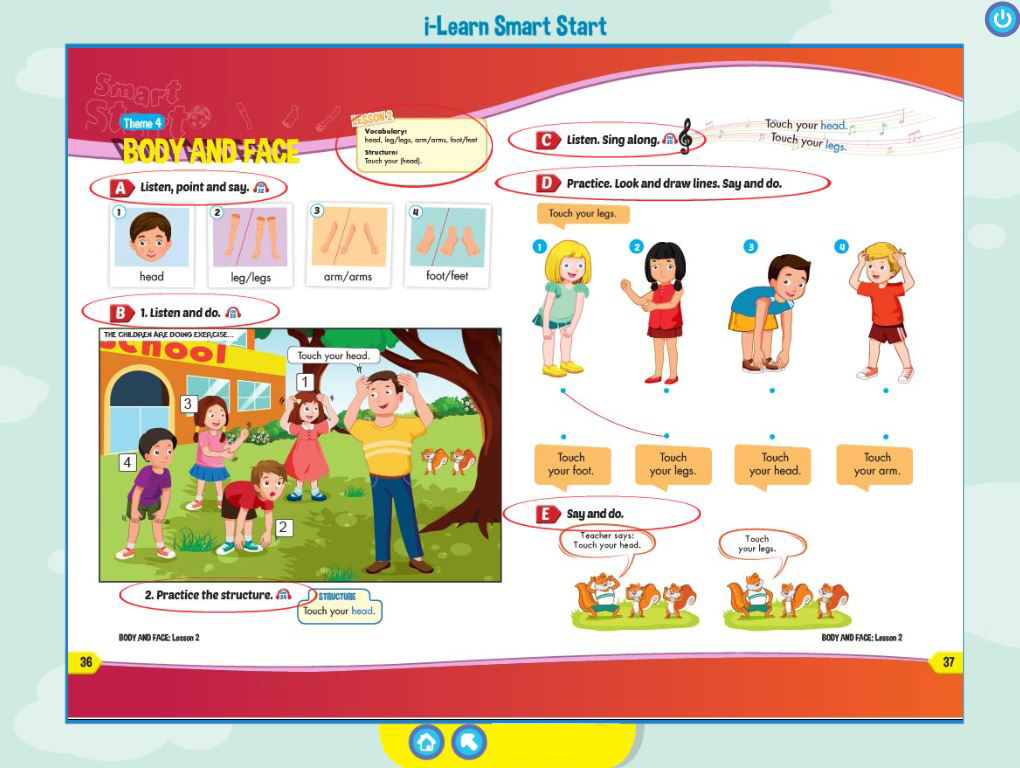 i-Learn Smart Start
Smart
Start
Theme 4
BODY AND FACE
LESSON 2
Vocabulary:
head, leg/legs, arm/arms, foot/feet
Structure:
Touch your (head).
A Listen, point and say.
1
head
2
leg/legs
3
arm/arms
4
foot/feet
B 1. Listen and do.
THE CHILDREN ARE DOING EXERCISE...
School
Touch your head.
1
3
4
2
2. Practice the structure.
STRUCTURE
Touch your head.
BODY AND FACE: Lesson 2
36
C Listen. Sing along.
Touch your head.
Touch your legs.
D Practice. Look and draw lines. Say and do.
Touch your legs.
1
2
3
4
Touch
your foot.
Touch
your legs.
Touch
your head.
Touch
your arm.
E Say and do.
Teacher says:
Touch your head.
Touch
your legs.
BODY AND FACE: Lesson 2
37